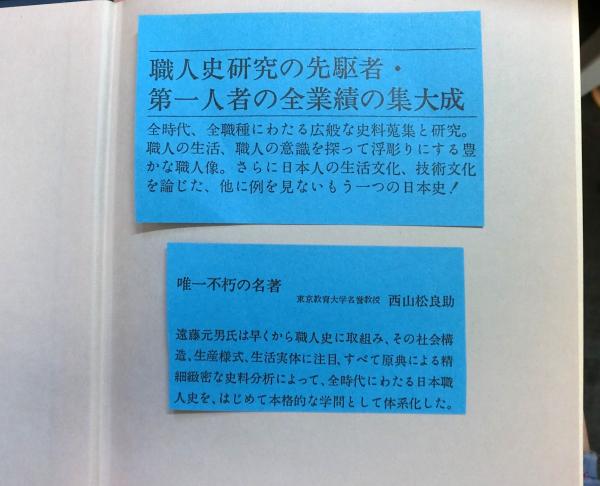 職人史研究の先駆者・
第一人者の全業績の集大成
全時代、全職種にわたる広般な史料蒐集と研究。
職人の生活、職人の意識を探って浮彫りにする豊
かな職人像。さらに日本人の生活文化、技術文化
を論じた、他に例を見ないもう一つの日本史！
唯一不朽の名著
東京教育大学名誉教授 西山松良助
遠藤元男氏は早くから職人史に取組み、その社会構
造、生産様式、生活実体に注目、すべて原典による精
細緻密な史料分析によって、全時代にわたる日本職
人史を、はじめて本格的な学問として体系化した。